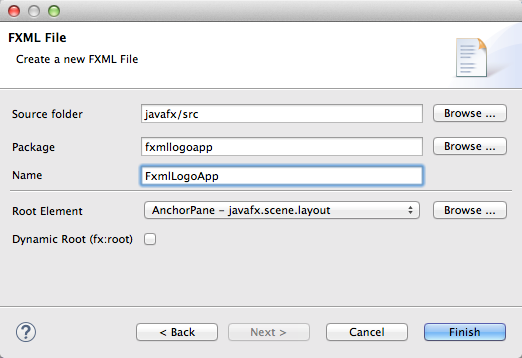 FXML File
Create a new FXML File
Source folder javafx/src Browse ...
Package fxmllogoapp Browse ...
Name FxmlLogoApp
Root Element AnchorPane - javafx.scene.layout Browse ...
Dynamic Root (fx:root)
? < Back Next > Cancel Finish